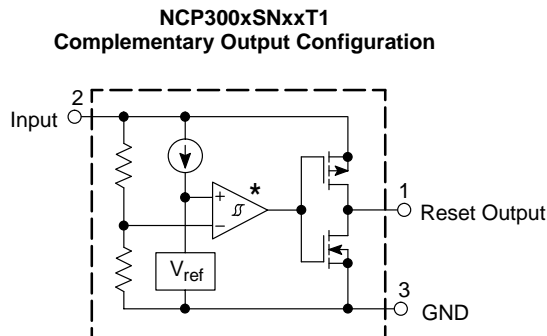 NCP300xSNxxT1
Complementary Output Configuration
2
Input
*
+
−
1
Reset Output
Vref
3
GND